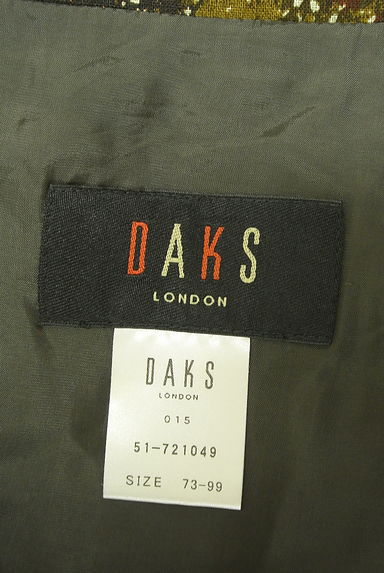 DAKS
LONDON
DAKS
LONDON
015
51-721049
SIZE 73-99